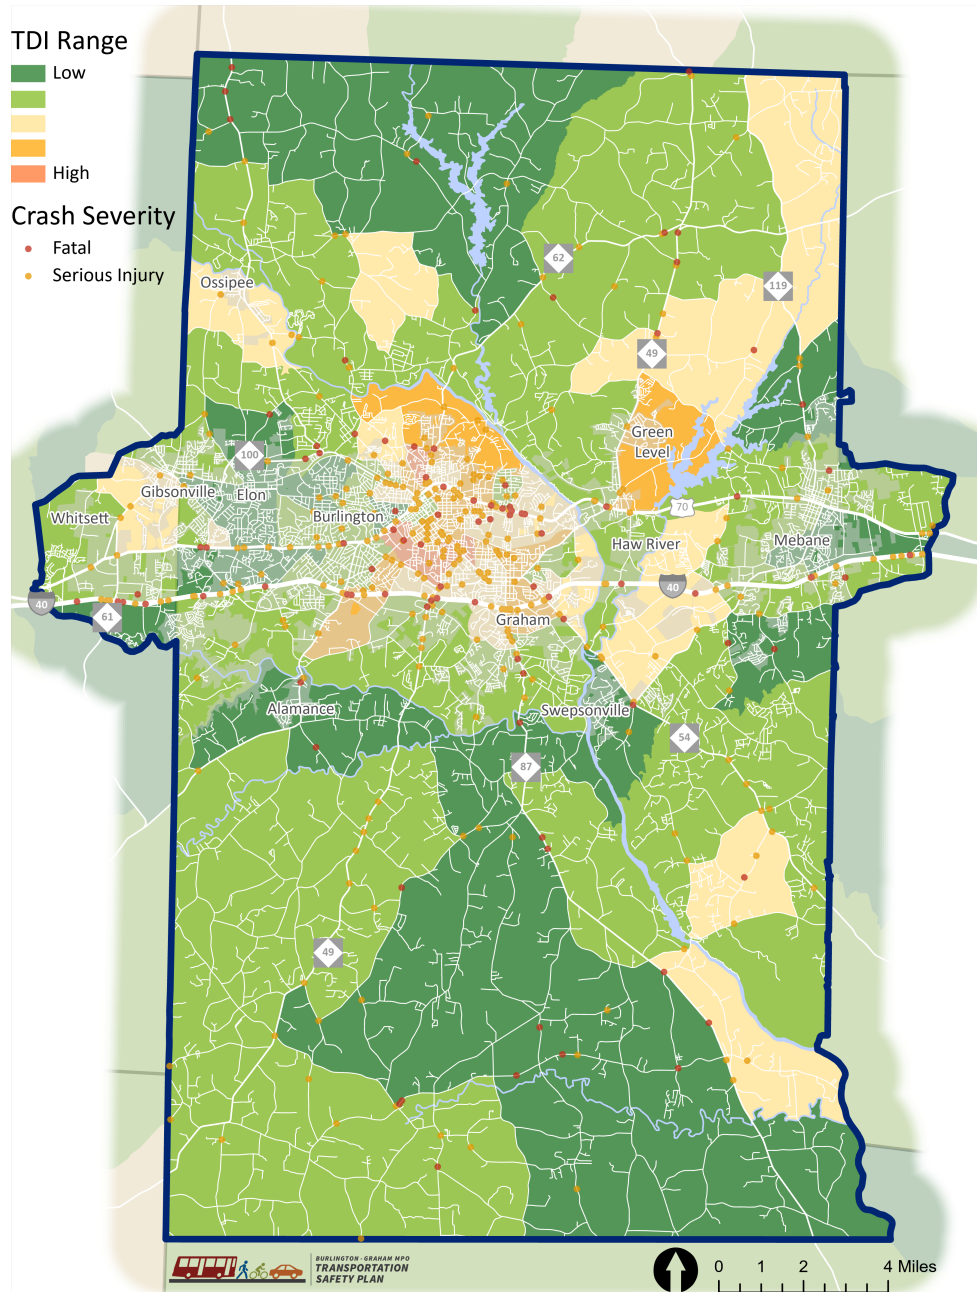 TDI Range
Low
High
Crash Severity
Fatal
Serious Injury
62
119
Ossipee
49
Green
Level
100
Gibsonville
Elon
Whitsett
Burlington
70
Haw River
Mebane
40
40
61
Graham
Alamance
Swepsonville
54
87
49
BURLINGTON - GRAHAM MPO
TRANSPORTATION
SAFETY PLAN
0 1 2 4 Miles